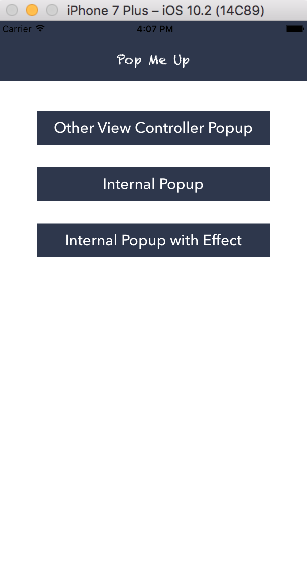 iPhone 7 Plus – iOS 10.2 (14C89)
Carrier 4:07 PM
Pop Me Up
Other View Controller Popup
Internal Popup
Internal Popup with Effect